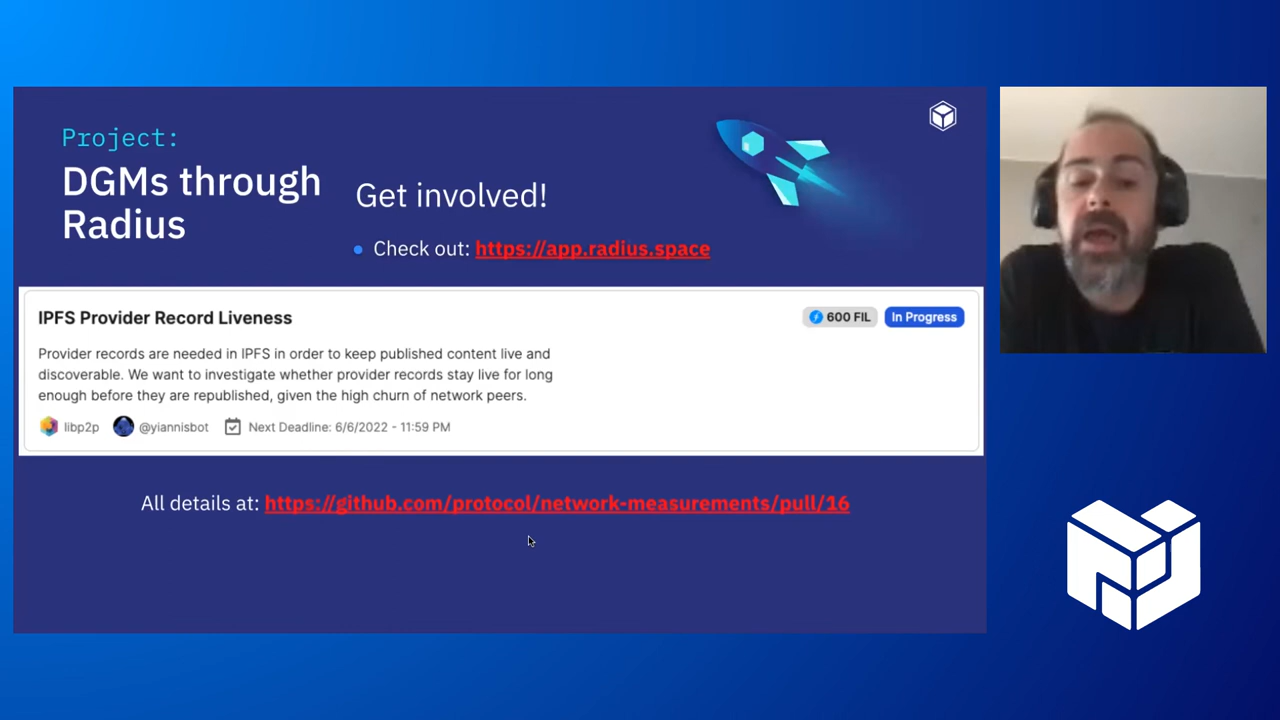 Project:
DGMs through
Radius
Get involved!
Check out: https://app.radius.space
IPFS Provider Record Liveness
600 FIL
In Progress
Provider records are needed in IPFS in order to keep published content live and
discoverable. We want to investigate whether provider records stay live for long
enough before they are republished, given the high churn of network peers.
libp2p
@yiannisbot
Next Deadline: 6/6/2022 - 11:59 PM
All details at: https://github.com/protocol/network-measurements/pull/16